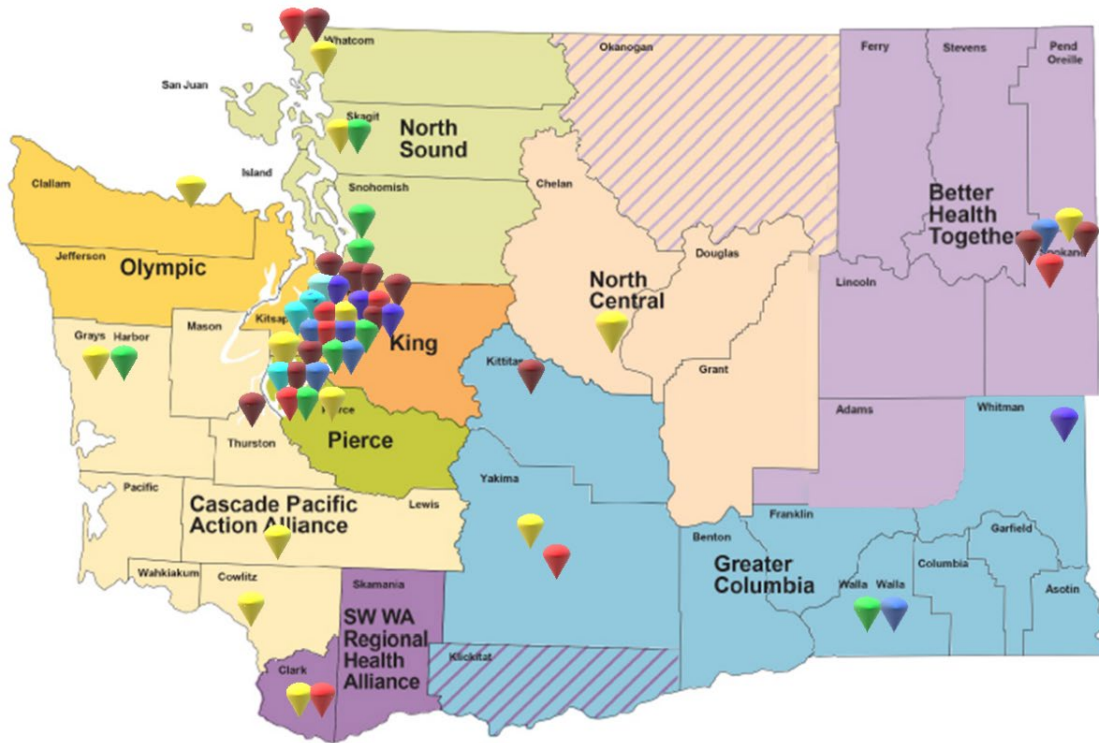 Whatcom
Okanogan
Ferry
Stevens
Pend
Oreille
San Juan
Skagit
North
Sound
Island
Clallam
Snohomish
Chelan
Better
Health
Together
Spokane
Jefferson
Olympic
Douglas
North
Central
Lincoln
Kitsap
King
Grays Harbor
Mason
Kittitas
Grant
Pierce
Pierce
Thurston
Adams
Whitman
Pacific
Lewis
Cascade Pacific
Action Alliance
Yakima
Franklin
Benton
Garfield
Greater
Columbia
Columbia
Wahkiakum
Cowlitz
Skamania
Walla Walla
Asotin
SW WA
Regional
Health
Alliance
Klickitat
Clark